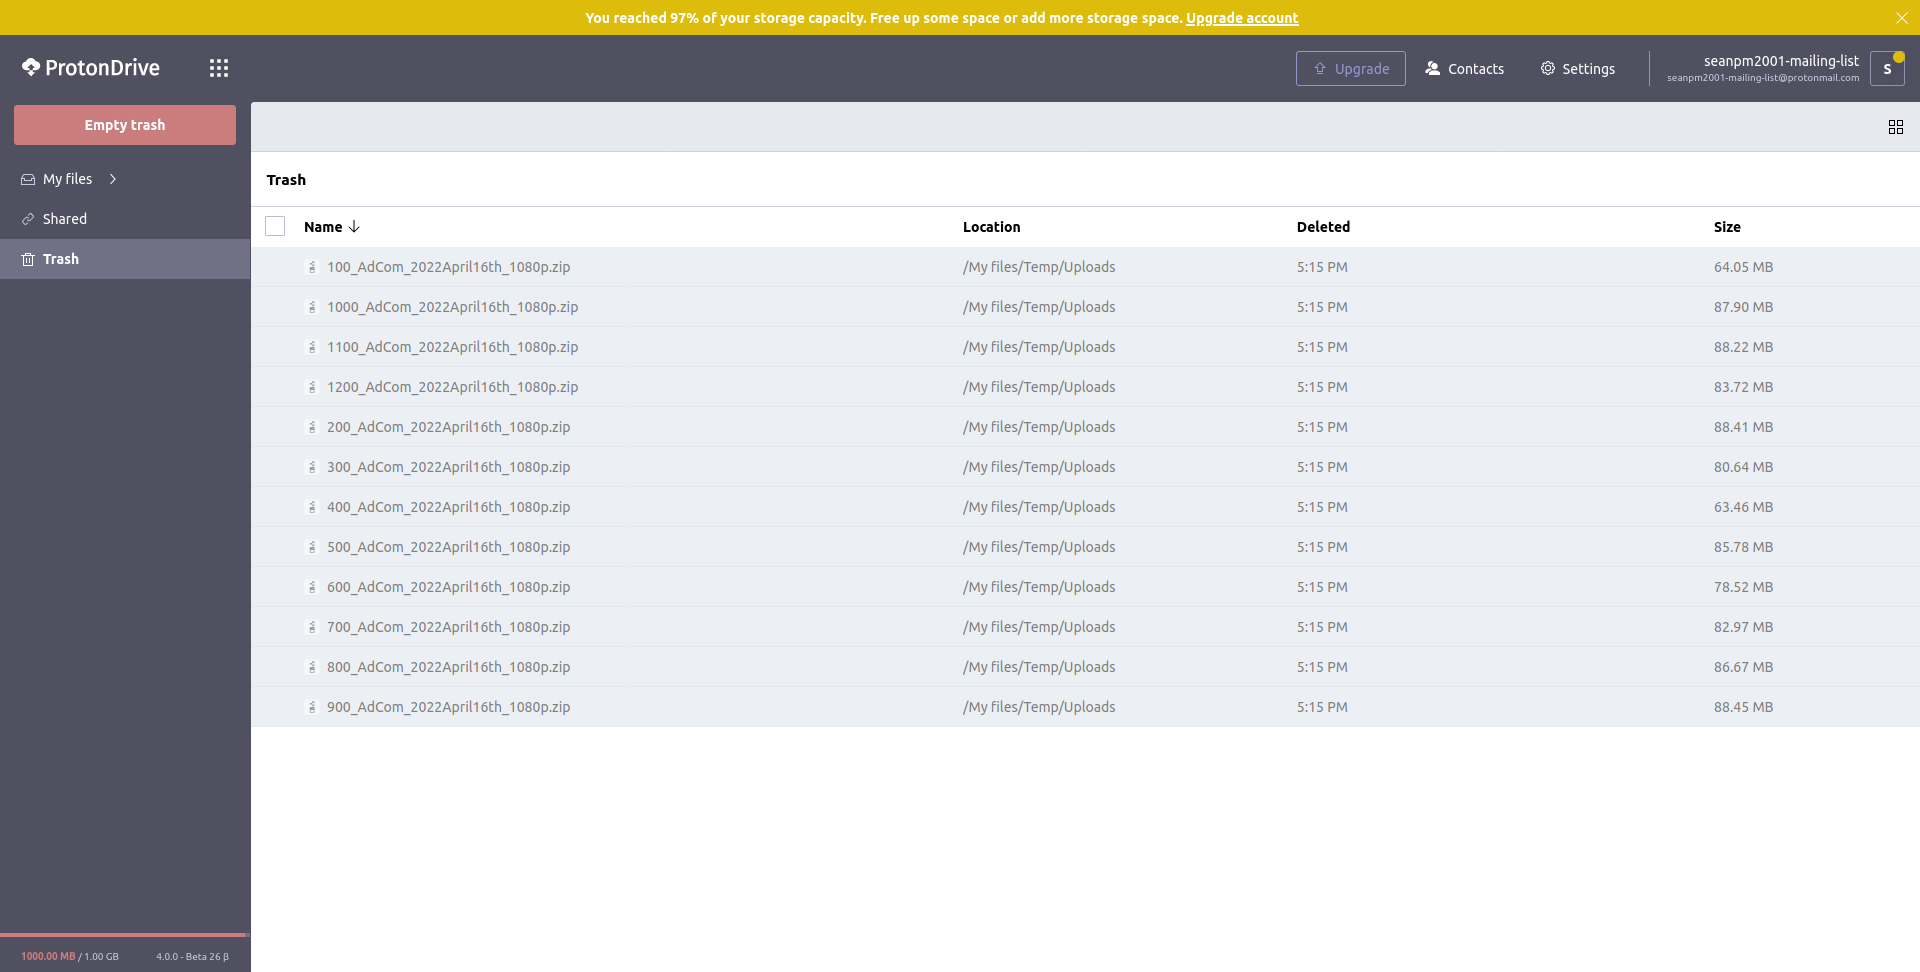 You reached 97% of your storage capacity. Free up some space or add more storage space. Upgrade account
ProtonDrive
Upgrade
Contacts
Settings
seanpm2001-mailing-list
seanpm2001-mailing-list@protonmail.com
S
Empty trash
My files
Shared
Trash
Trash
Name Location Deleted Size
100_AdCom_2022April16th_1080p.zip /My files/Temp/Uploads 5:15 PM 64.05 MB
1000_AdCom_2022April16th_1080p.zip /My files/Temp/Uploads 5:15 PM 87.90 MB
1100_AdCom_2022April16th_1080p.zip /My files/Temp/Uploads 5:15 PM 88.22 MB
1200_AdCom_2022April16th_1080p.zip /My files/Temp/Uploads 5:15 PM 83.72 MB
200_AdCom_2022April16th_1080p.zip /My files/Temp/Uploads 5:15 PM 88.41 MB
300_AdCom_2022April16th_1080p.zip /My files/Temp/Uploads 5:15 PM 80.64 MB
400_AdCom_2022April16th_1080p.zip /My files/Temp/Uploads 5:15 PM 63.46 MB
500_AdCom_2022April16th_1080p.zip /My files/Temp/Uploads 5:15 PM 85.78 MB
600_AdCom_2022April16th_1080p.zip /My files/Temp/Uploads 5:15 PM 78.52 MB
700_AdCom_2022April16th_1080p.zip /My files/Temp/Uploads 5:15 PM 82.97 MB
800_AdCom_2022April16th_1080p.zip /My files/Temp/Uploads 5:15 PM 86.67 MB
900_AdCom_2022April16th_1080p.zip /My files/Temp/Uploads 5:15 PM 88.45 MB
1000.00 MB / 1.00 GB 4.0.0 - Beta 26 β